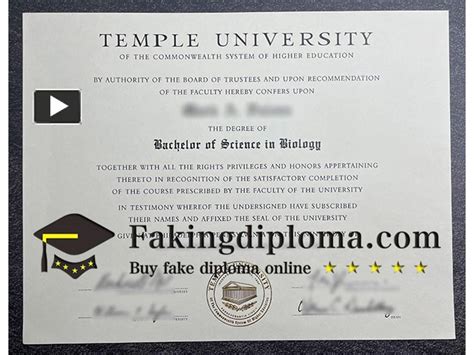 TEMPLE UNIVERSITY
OF THE COMMONWEALTH SYSTEM OF HIGHER EDUCATION
BY AUTHORITY OF THE BOARD OF TRUSTEES AND UPON RECOMMENDATION
OF THE FACULTY HEREBY CONFERS UPON
THE DEGREE OF
Bachelor of Science in Biology
TOGETHER WITH ALL THE RIGHTS PRIVILEGES AND HONORS APPERTAINING
THERETO IN RECOGNITION OF THE SATISFACTORY COMPLETION
OF THE COURSE PRESCRIBED BY THE FACULTY OF THE UNIVERSITY
IN TESTIMONY WHEREOF THE UNDERSIGNED HAVE SUBSCRIBED
THEIR NAMES AND AFFIXED THE SEAL OF THE UNIVERSITY
Fakingdiploma.com
Buy fake diploma online
TEMPLE UNIVERSITY